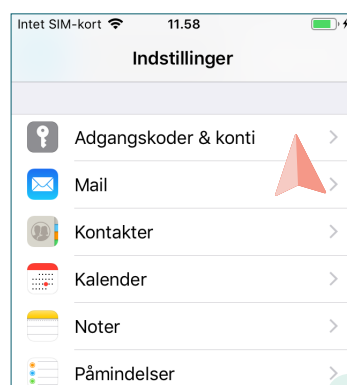 Intet SIM-kort 11.58
Indstillinger
Adgangskoder & konti
Mail
Kontakter
Kalender
Noter
Påmindelser